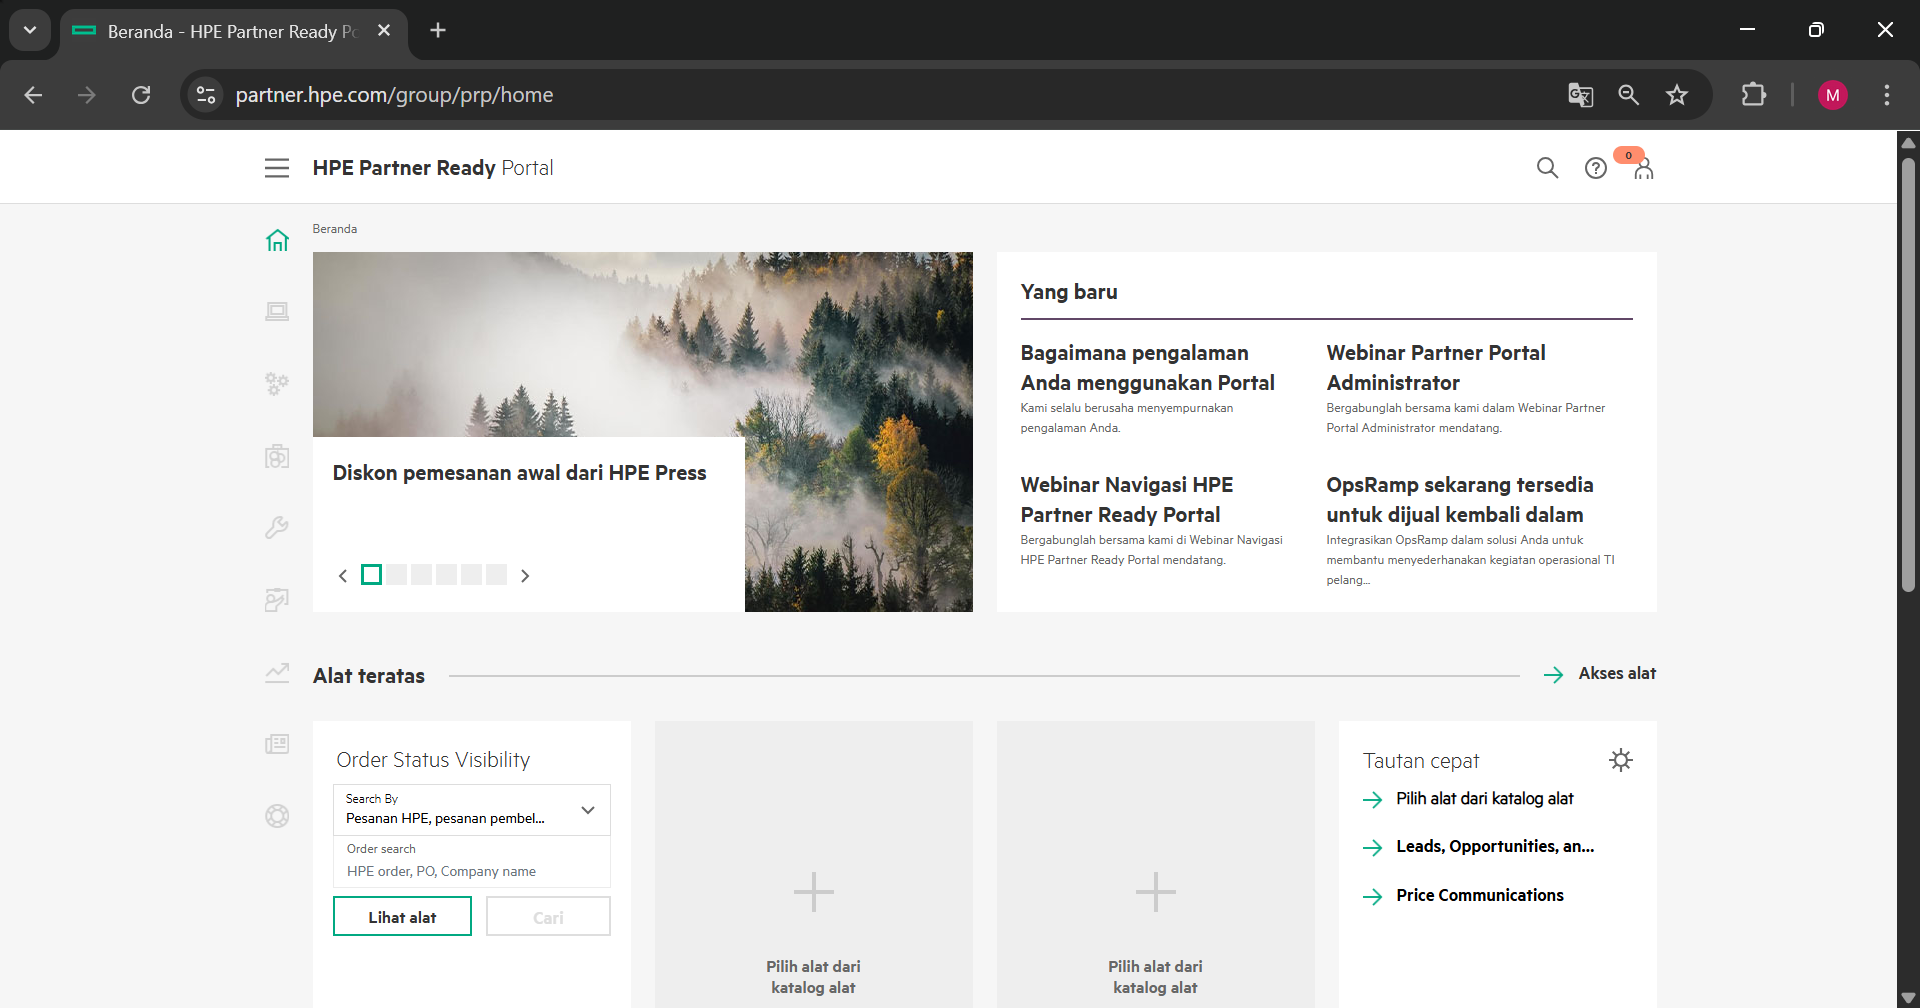 Beranda - HPE Partner Ready Po
partner.hpe.com/group/prp/home
M
HPE Partner Ready Portal
0
Beranda
Diskon pemesanan awal dari HPE Press
Yang baru
Bagaimana pengalaman
Anda menggunakan Portal
Kami selalu berusaha menyempurnakan
pengalaman Anda.
Webinar Partner Portal
Administrator
Bergabunglah bersama kami dalam Webinar Partner
Portal Administrator mendatang.
Webinar Navigasi HPE
Partner Ready Portal
Bergabunglah bersama kami di Webinar Navigasi
HPE Partner Ready Portal mendatang.
OpsRamp sekarang tersedia
untuk dijual kembali dalam
Integrasikan OpsRamp dalam solusi Anda untuk
membantu menyederhanakan kegiatan operasional TI
pelang...
Alat teratas
Akses alat
Order Status Visibility
Search By
Pesanan HPE, pesanan pembel...
Order search
HPE order, PO, Company name
Lihat alat
Cari
Pilih alat dari
katalog alat
Pilih alat dari
katalog alat
Tautan cepat
Pilih alat dari katalog alat
Leads, Opportunities, an...
Price Communications